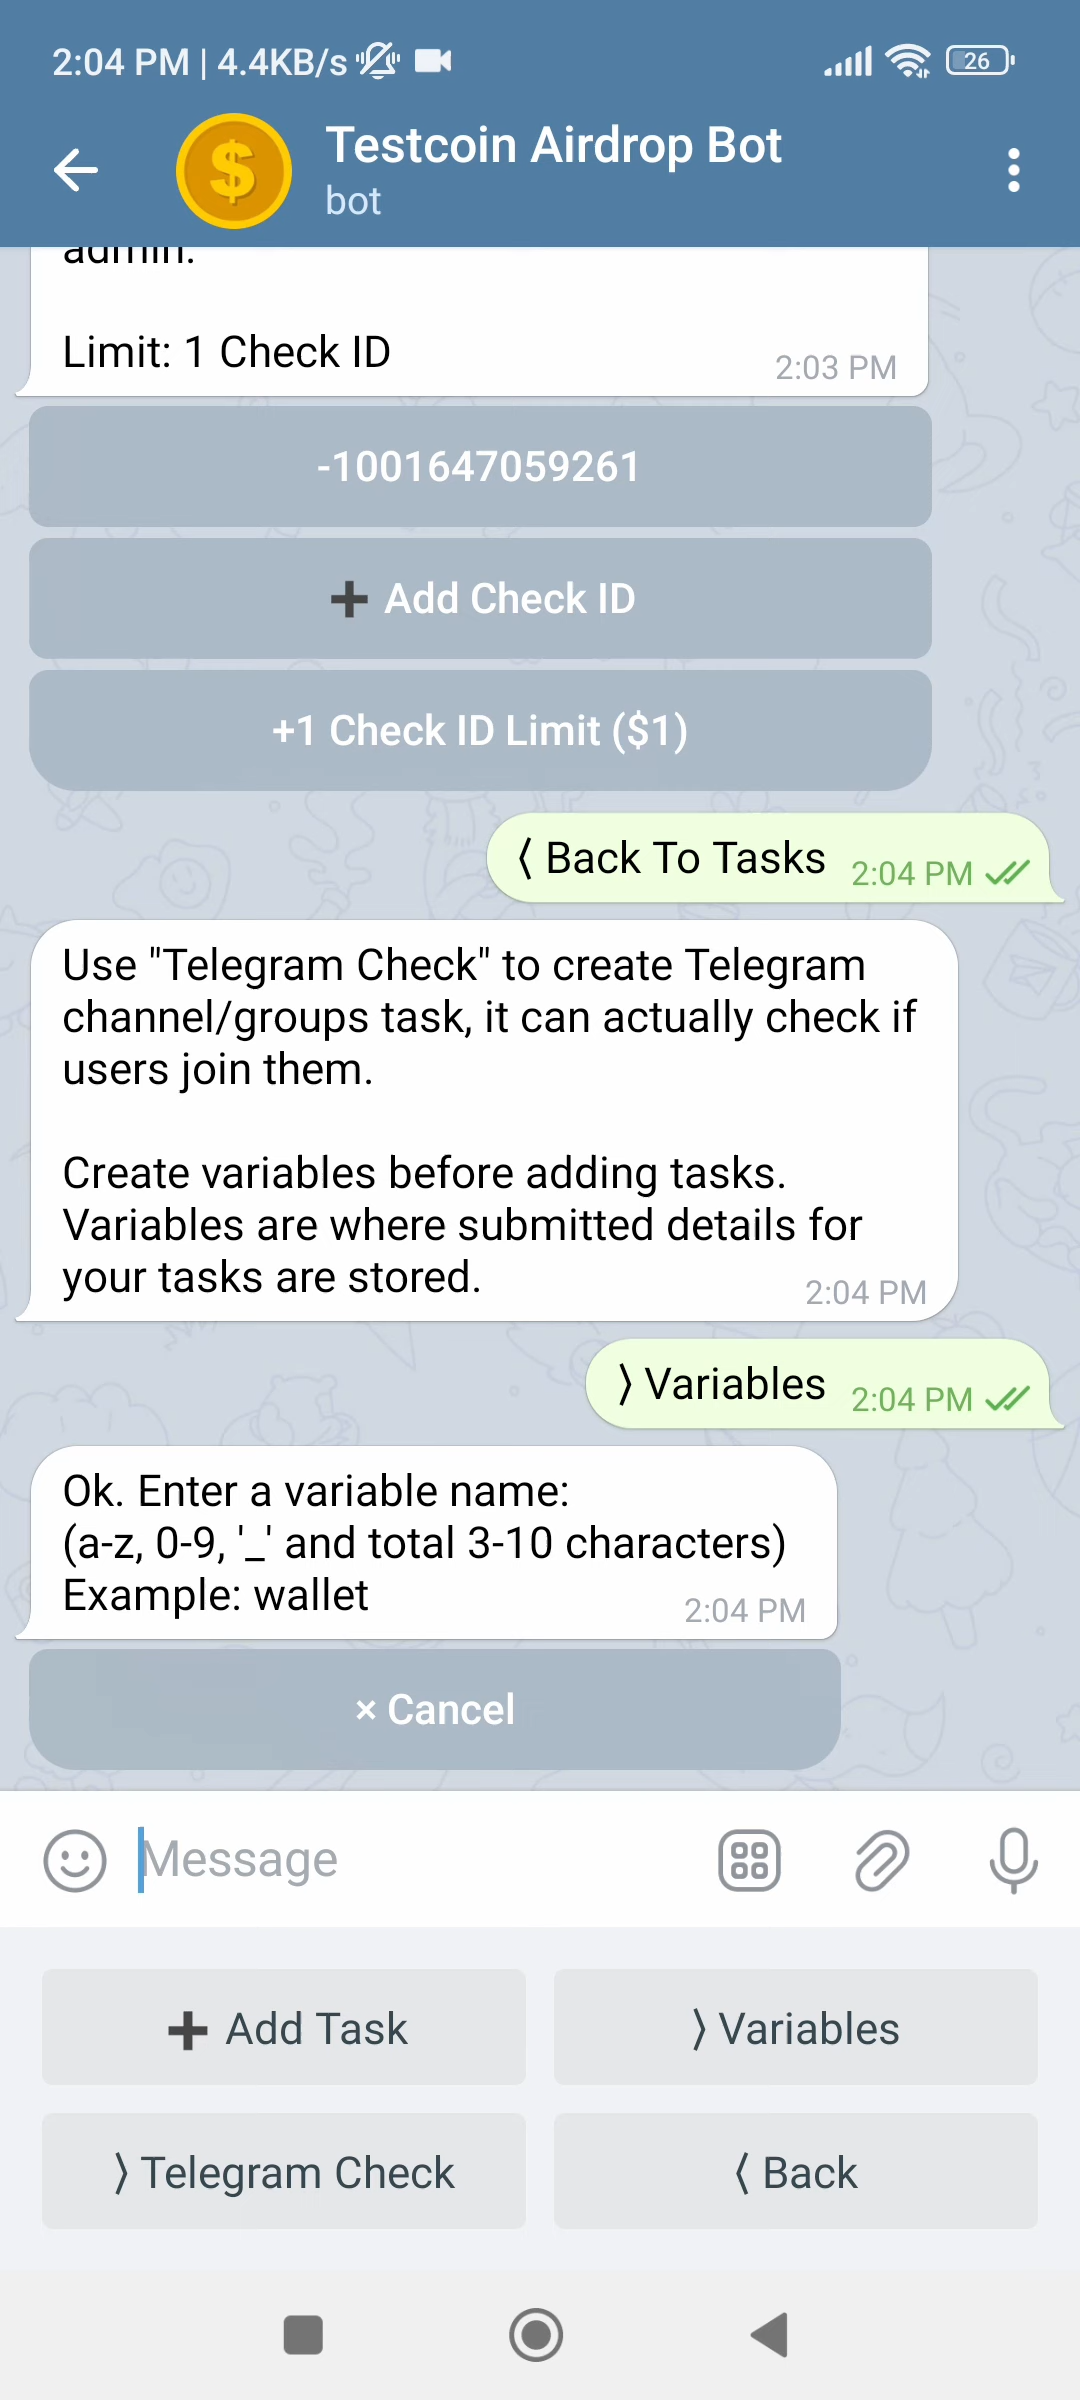 2:04 PM | 4.4KB/s
26
Testcoin Airdrop Bot
bot
admin.
Limit: 1 Check ID
2:03 PM
-1001647059261
➕ Add Check ID
+1 Check ID Limit ($1)
⟨ Back To Tasks 2:04 PM
Use "Telegram Check" to create Telegram
channel/groups task, it can actually check if
users join them.
Create variables before adding tasks.
Variables are where submitted details for
your tasks are stored.
2:04 PM
⟩ Variables 2:04 PM
Ok. Enter a variable name:
(a-z, 0-9, '_' and total 3-10 characters)
Example: wallet
2:04 PM
× Cancel
Message
➕ Add Task
⟩ Variables
⟩ Telegram Check
⟨ Back